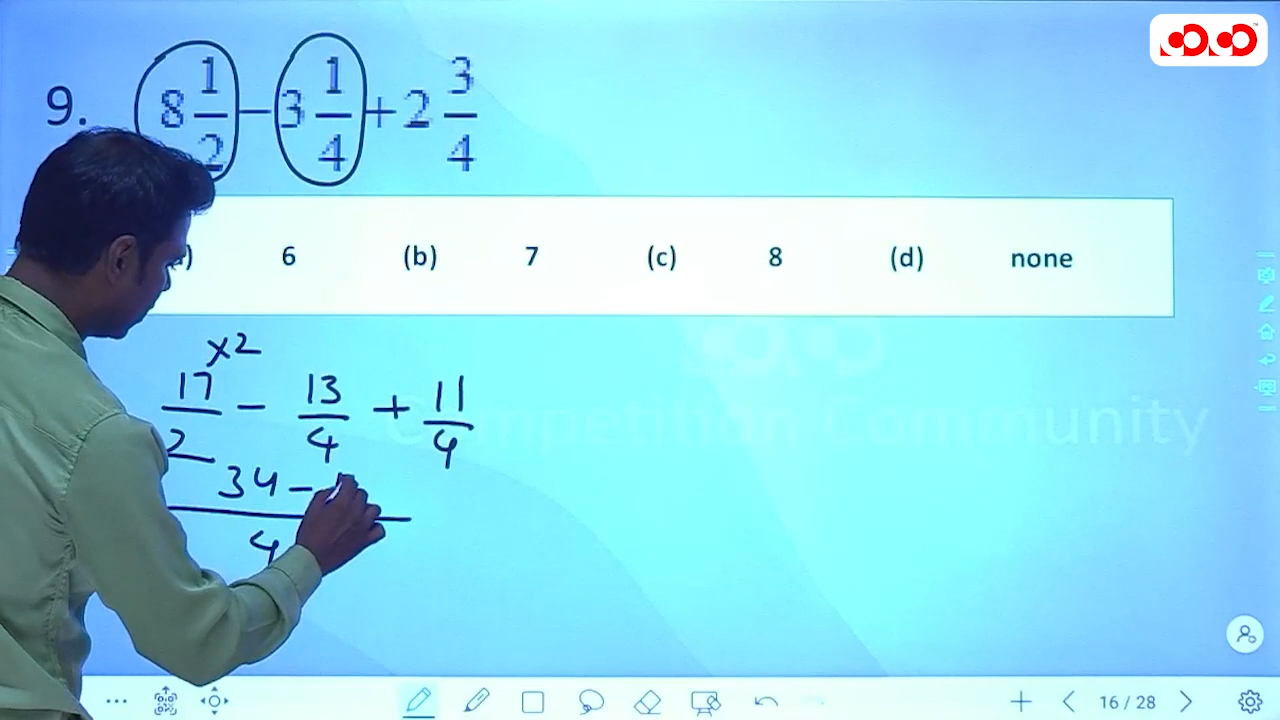 9. 8 1/2 − 3 1/4 + 2 3/4
) 6 (b) 7 (c) 8 (d) none
x2
17/2 − 13/4 + 11/4
34 −
4
Competition Community
16 / 28